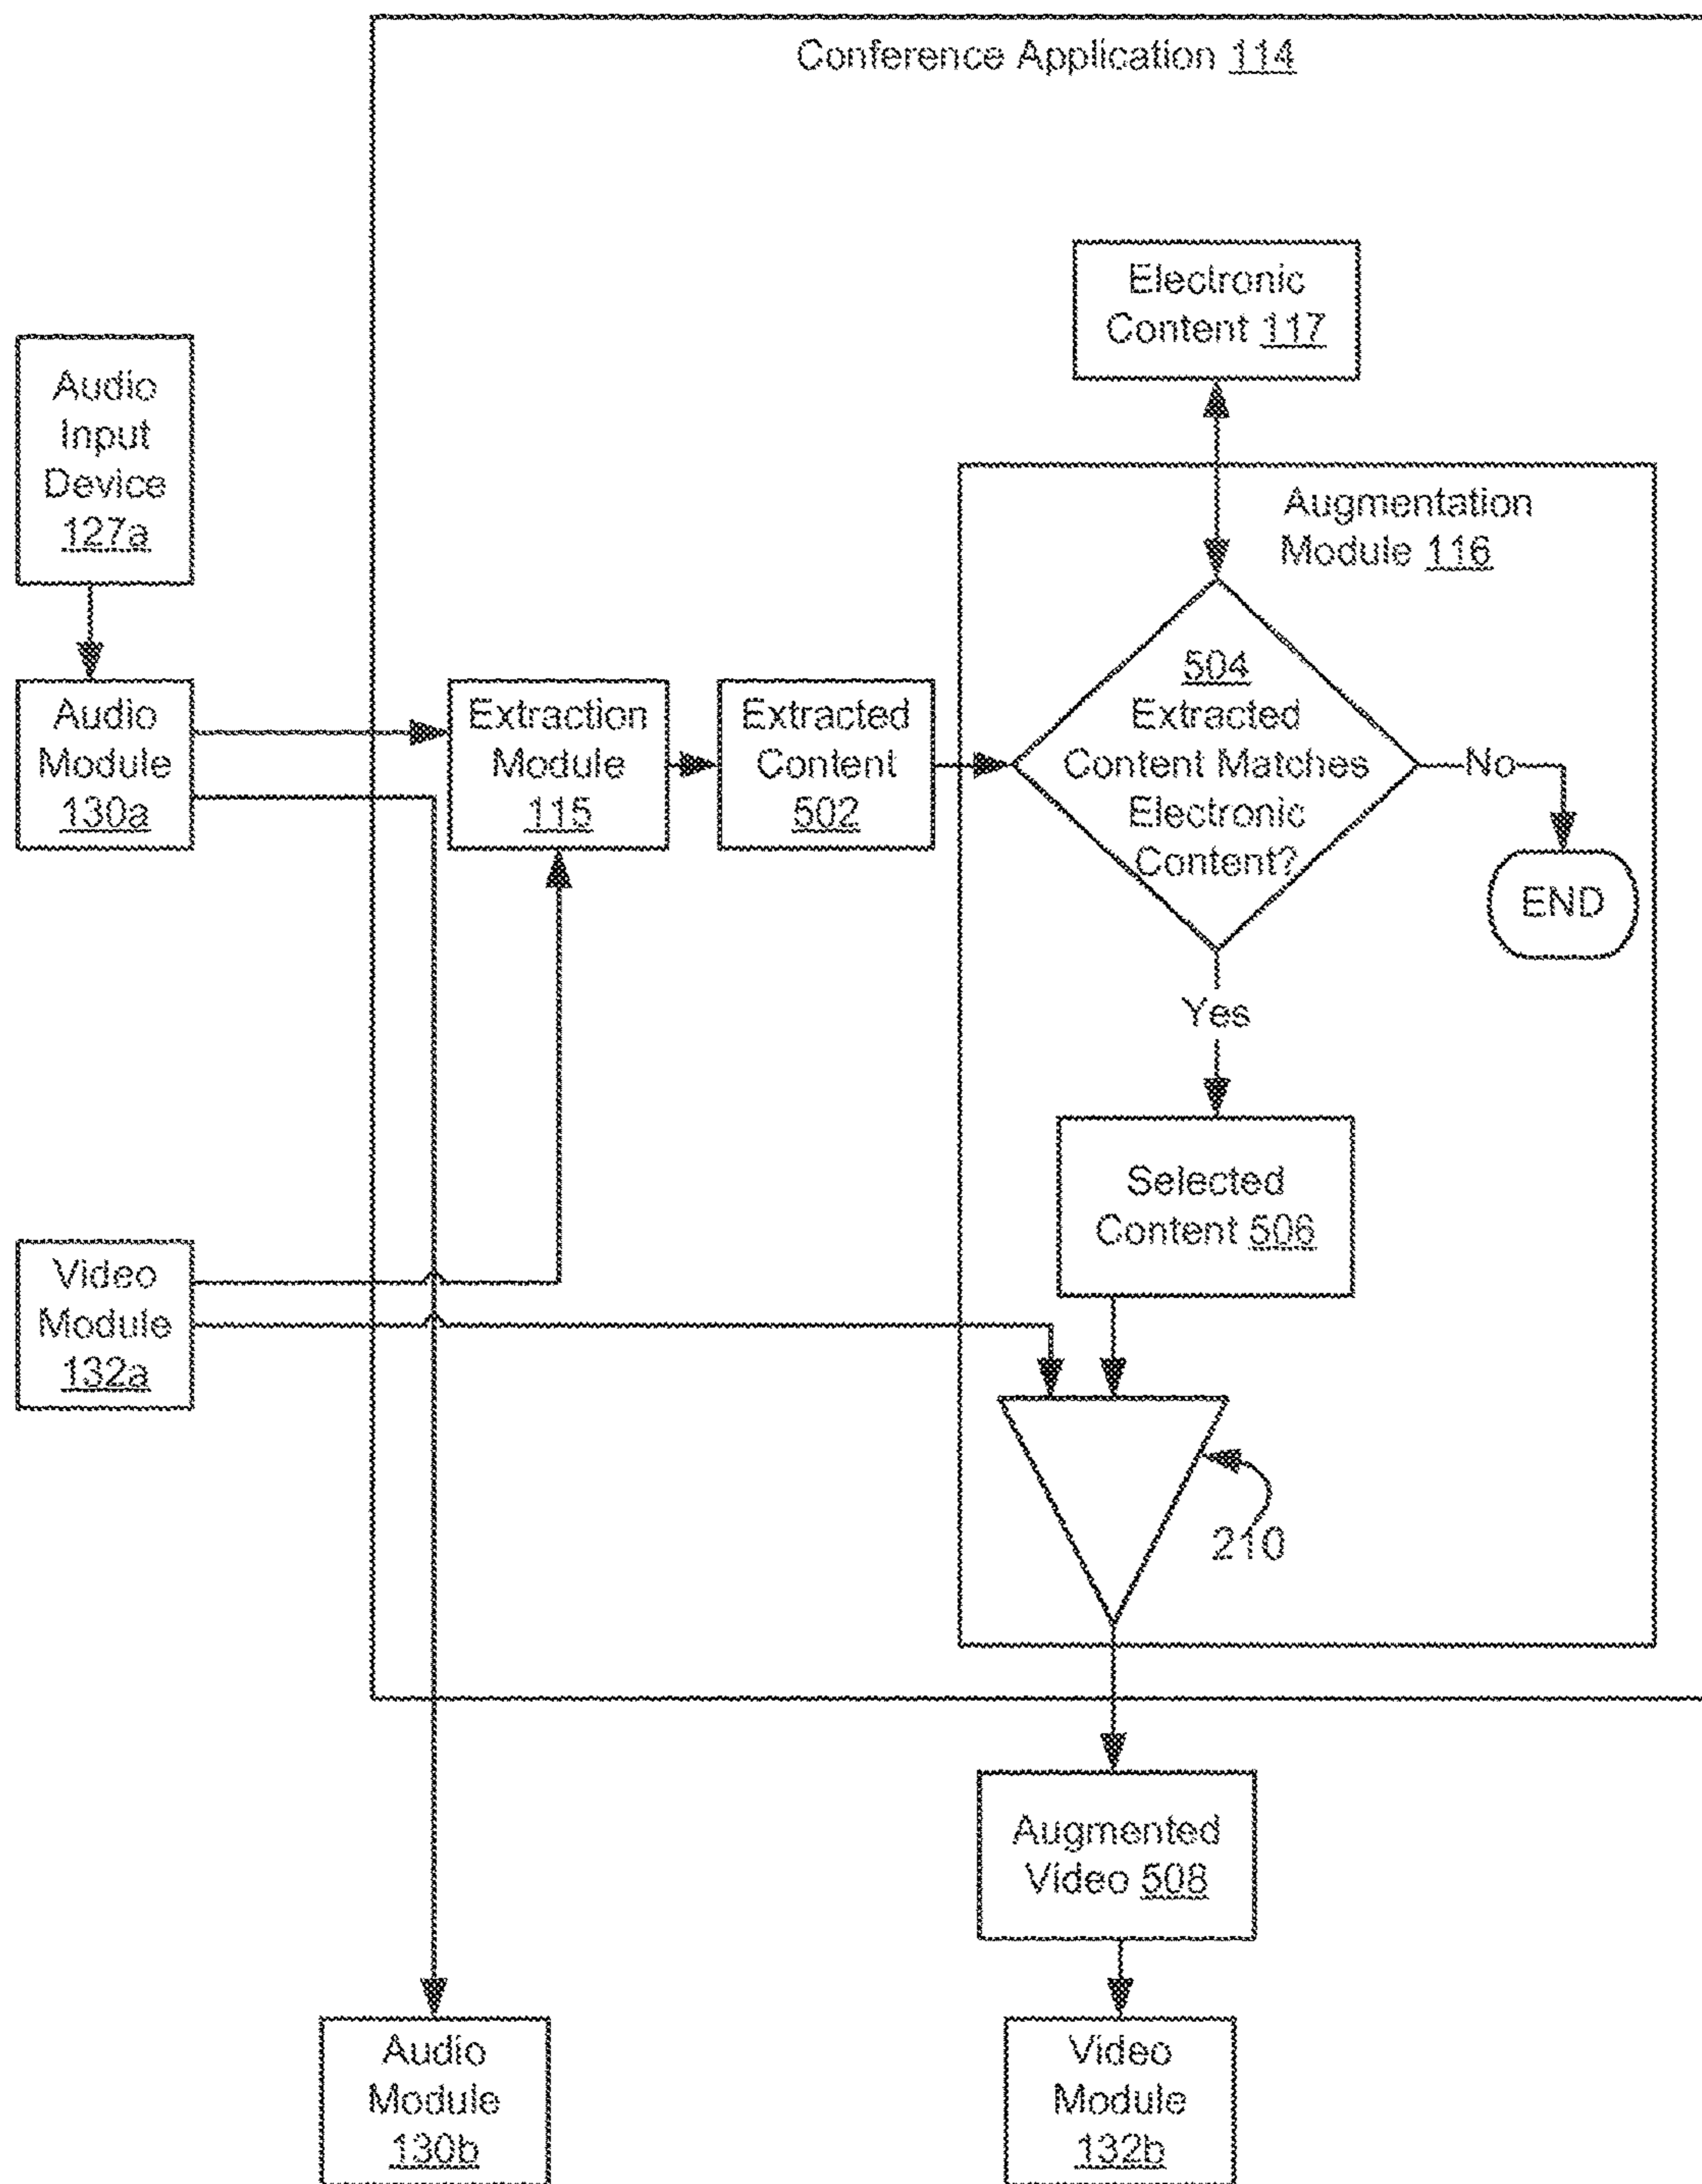 Conference Application 114
Electronic
Content 117
Audio
Input
Device
127a
Augmentation
Module 116
Audio
Module
130a
Extraction
Module
115
Extracted
Content
502
504
Extracted
Content Matches
Electronic
Content?
No
END
Yes
Selected
Content 506
Video
Module
132a
210
Augmented
Video 508
Audio
Module
130b
Video
Module
132b